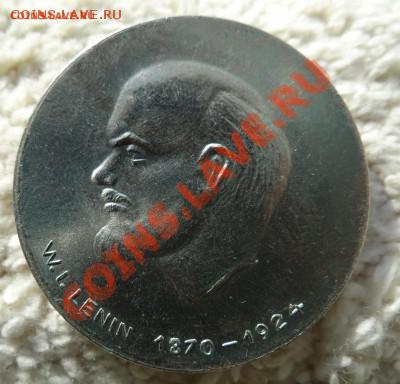 COINS.LAVE.RU
COINS.LAVE.RU
W. I. LENIN 1870 – 1924